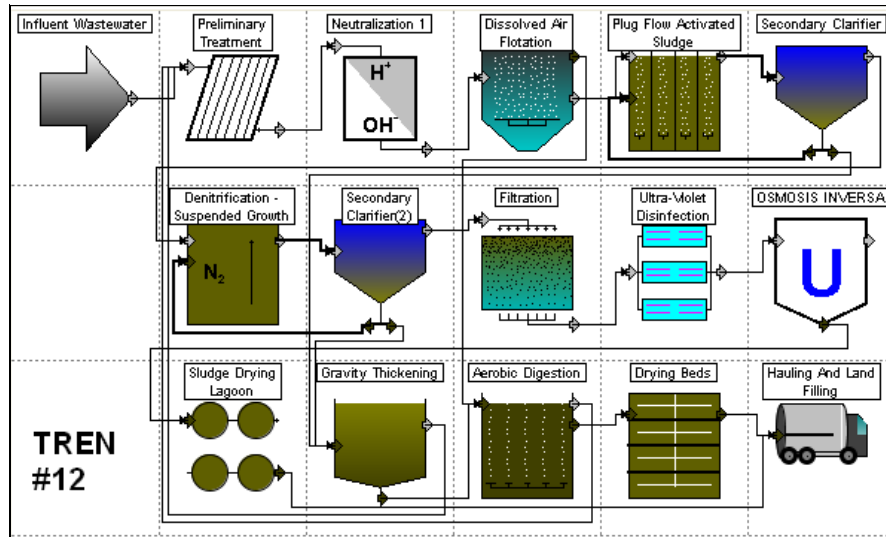 Influent Wastewater
Preliminary
Treatment
Neutralization 1
Dissolved Air
Flotation
Plug Flow Activated
Sludge
Secondary Clarifier
H+
OH-
Denitrification -
Suspended Growth
Secondary
Clarifier(2)
Filtration
Ultra-Violet
Disinfection
OSMOSIS INVERSA
N2
U
Sludge Drying
Lagoon
Gravity Thickening
Aerobic Digestion
Drying Beds
Hauling And Land
Filling
TREN
#12